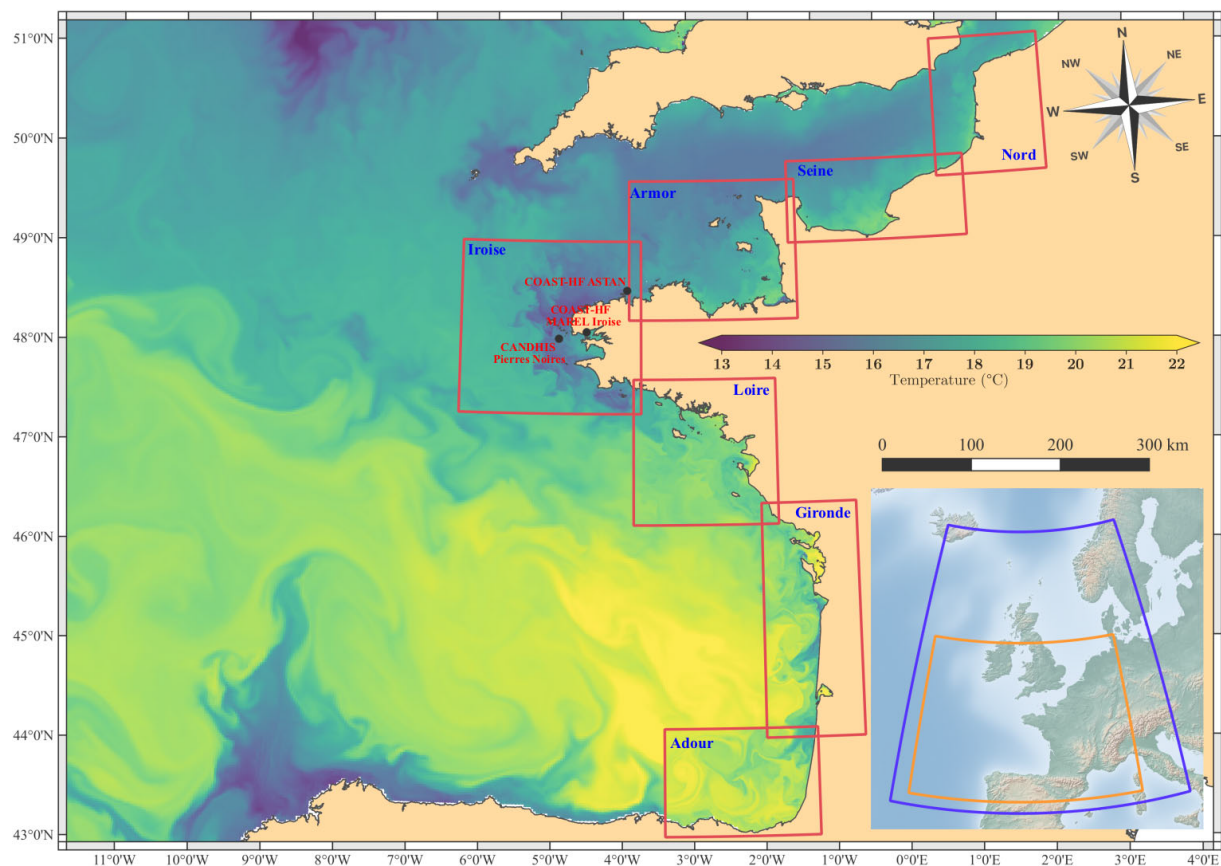 51°0'N
50°0'N
49°0'N
48°0'N
47°0'N
46°0'N
45°0'N
44°0'N
43°0'N
N
NE
E
SE
S
SW
W
NW
Nord
Seine
Armor
Iroise
COAST-HF ASTAN
COAST-HF
MAREL Iroise
CANDHIS
Pierres Noires
13 14 15 16 17 18 19 20 21 22
Temperature (°C)
Loire
0 100 200 300 km
Gironde
Adour
11°0'W 10°0'W 9°0'W 8°0'W 7°0'W 6°0'W 5°0'W 4°0'W 3°0'W 2°0'W 1°0'W 0°0'E 1°0'E 2°0'E 3°0'E 4°0'E